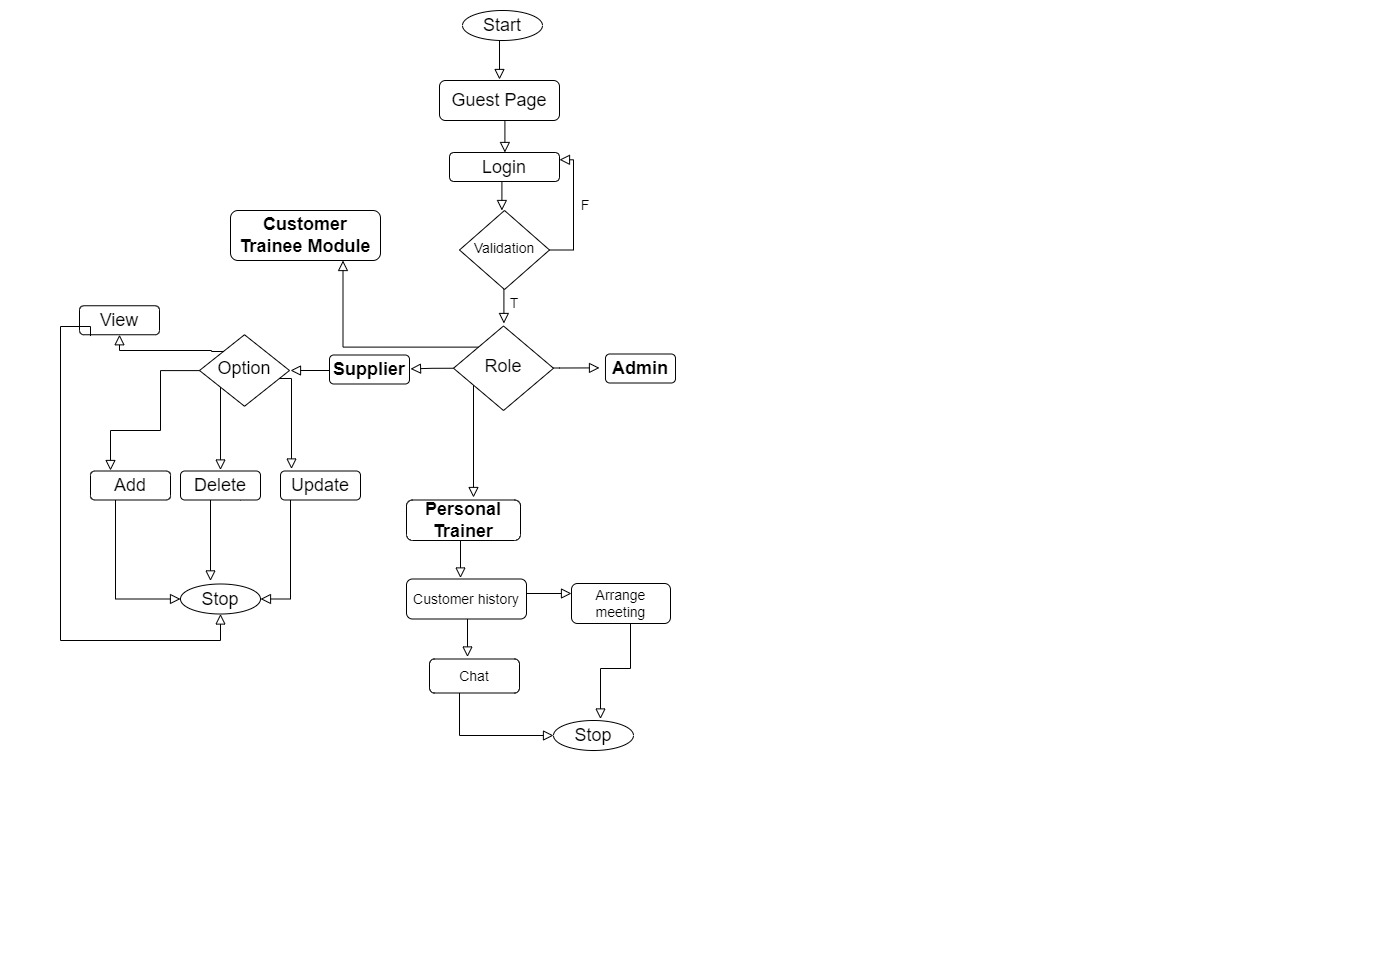 Start
Guest Page
Login
F
Customer
Trainee Module
Validation
T
View
Option
Supplier
Role
Admin
Add
Delete
Update
Personal
Trainer
Stop
Customer history
Arrange
meeting
Chat
Stop